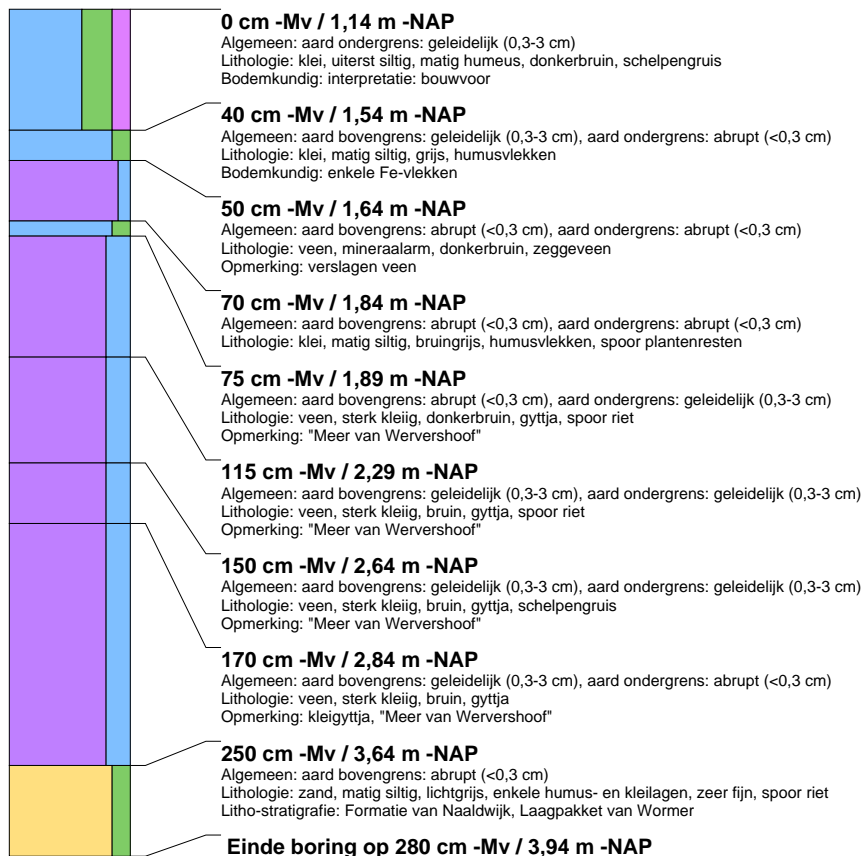 0 cm -Mv / 1,14 m -NAP
Algemeen: aard ondergrens: geleidelijk (0,3-3 cm)
Lithologie: klei, uiterst siltig, matig humeus, donkerbruin, schelpengruis
Bodemkundig: interpretatie: bouwvoor
40 cm -Mv / 1,54 m -NAP
Algemeen: aard bovengrens: geleidelijk (0,3-3 cm), aard ondergrens: abrupt (<0,3 cm)
Lithologie: klei, matig siltig, grijs, humusvlekken
Bodemkundig: enkele Fe-vlekken
50 cm -Mv / 1,64 m -NAP
Algemeen: aard bovengrens: abrupt (<0,3 cm), aard ondergrens: abrupt (<0,3 cm)
Lithologie: veen, mineraalarm, donkerbruin, zeggeveen
Opmerking: verslagen veen
70 cm -Mv / 1,84 m -NAP
Algemeen: aard bovengrens: abrupt (<0,3 cm), aard ondergrens: abrupt (<0,3 cm)
Lithologie: klei, matig siltig, bruingrijs, humusvlekken, spoor plantenresten
75 cm -Mv / 1,89 m -NAP
Algemeen: aard bovengrens: abrupt (<0,3 cm), aard ondergrens: geleidelijk (0,3-3 cm)
Lithologie: veen, sterk kleiig, donkerbruin, gyttja, spoor riet
Opmerking: "Meer van Wervershoof"
115 cm -Mv / 2,29 m -NAP
Algemeen: aard bovengrens: geleidelijk (0,3-3 cm), aard ondergrens: geleidelijk (0,3-3 cm)
Lithologie: veen, sterk kleiig, bruin, gyttja, spoor riet
Opmerking: "Meer van Wervershoof"
150 cm -Mv / 2,64 m -NAP
Algemeen: aard bovengrens: geleidelijk (0,3-3 cm), aard ondergrens: geleidelijk (0,3-3 cm)
Lithologie: veen, sterk kleiig, bruin, gyttja, schelpengruis
Opmerking: "Meer van Wervershoof"
170 cm -Mv / 2,84 m -NAP
Algemeen: aard bovengrens: geleidelijk (0,3-3 cm), aard ondergrens: abrupt (<0,3 cm)
Lithologie: veen, sterk kleiig, bruin, gyttja
Opmerking: kleigyttja, "Meer van Wervershoof"
250 cm -Mv / 3,64 m -NAP
Algemeen: aard bovengrens: abrupt (<0,3 cm)
Lithologie: zand, matig siltig, lichtgrijs, enkele humus- en kleilagen, zeer fijn, spoor riet
Litho-stratigrafie: Formatie van Naaldwijk, Laagpakket van Wormer
Einde boring op 280 cm -Mv / 3,94 m -NAP